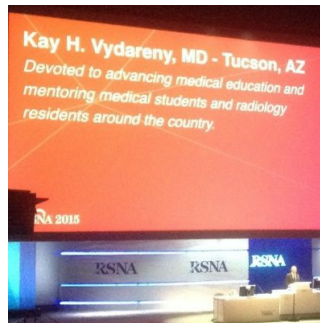 Kay H. Vydareny, MD - Tucson, AZ
Devoted to advancing medical education and
mentoring medical students and radiology
residents around the country.
NA 2015
RSNA
RSNA
RSNA